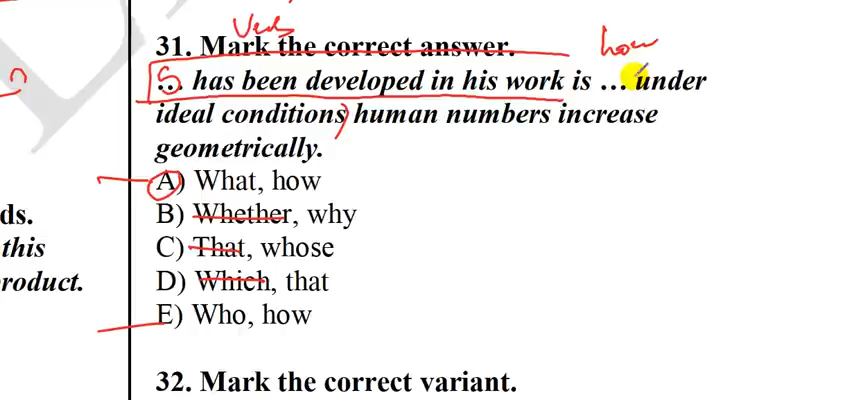 Verb
31. Mark the correct answer.
how
S
... has been developed in his work is ... under
ideal conditions, human numbers increase
geometrically.
A) What, how
B) Whether, why
ds.
C) That, whose
this
D) Which, that
roduct.
E) Who, how
32. Mark the correct variant.